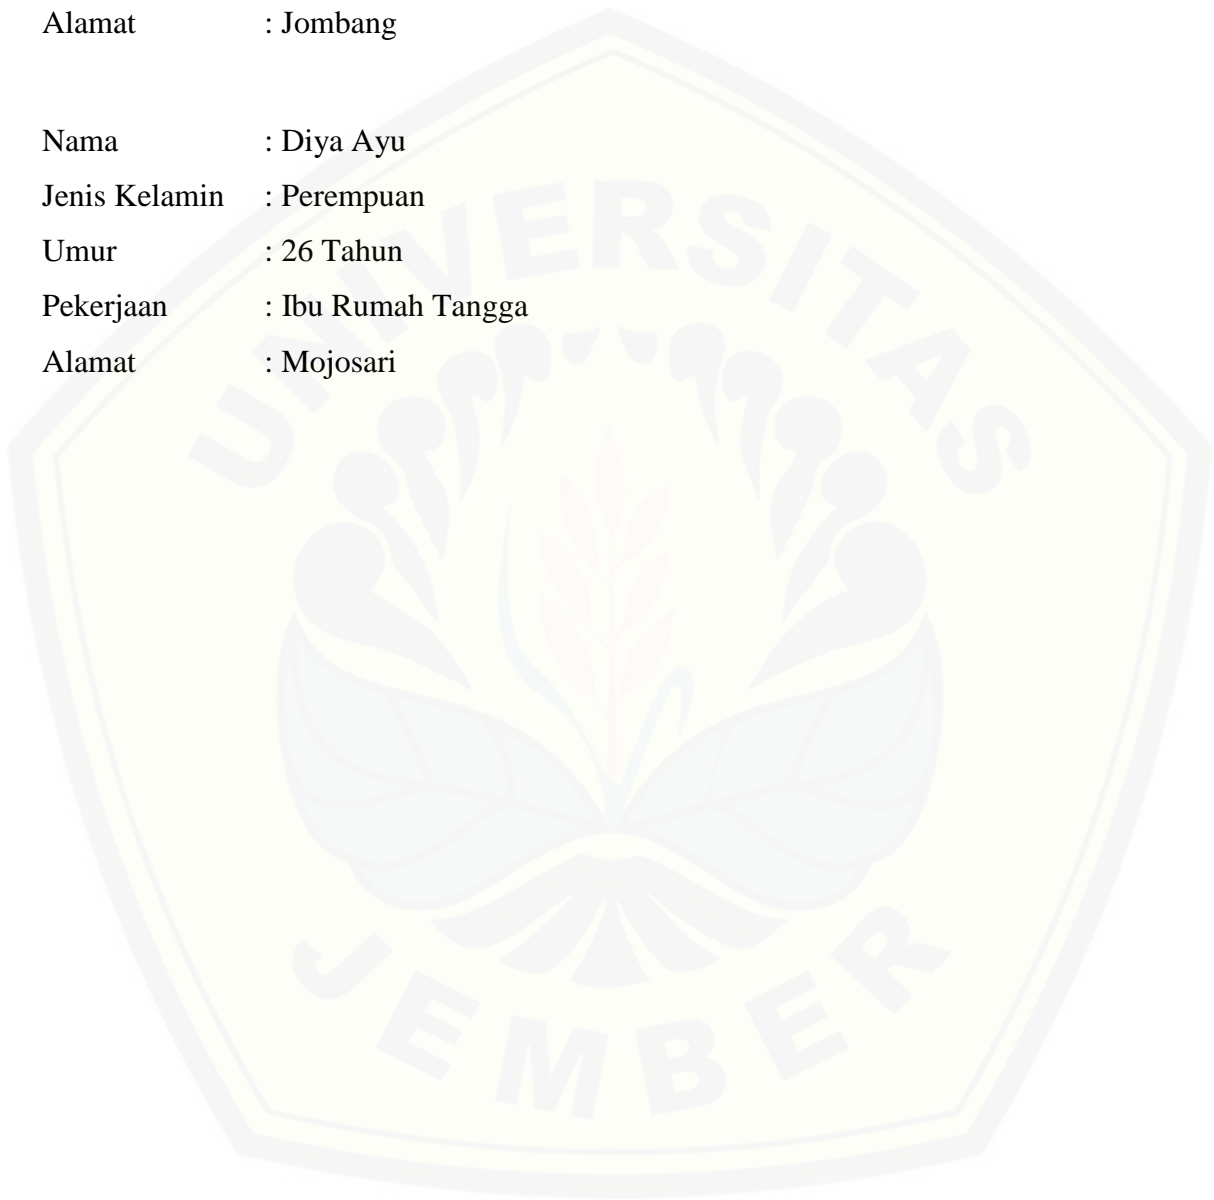 Alamat : Jombang
Nama : Diya Ayu
Jenis Kelamin : Perempuan
Umur : 26 Tahun
Pekerjaan : Ibu Rumah Tangga
Alamat : Mojosari
UNIVERSITAS
JEMBER